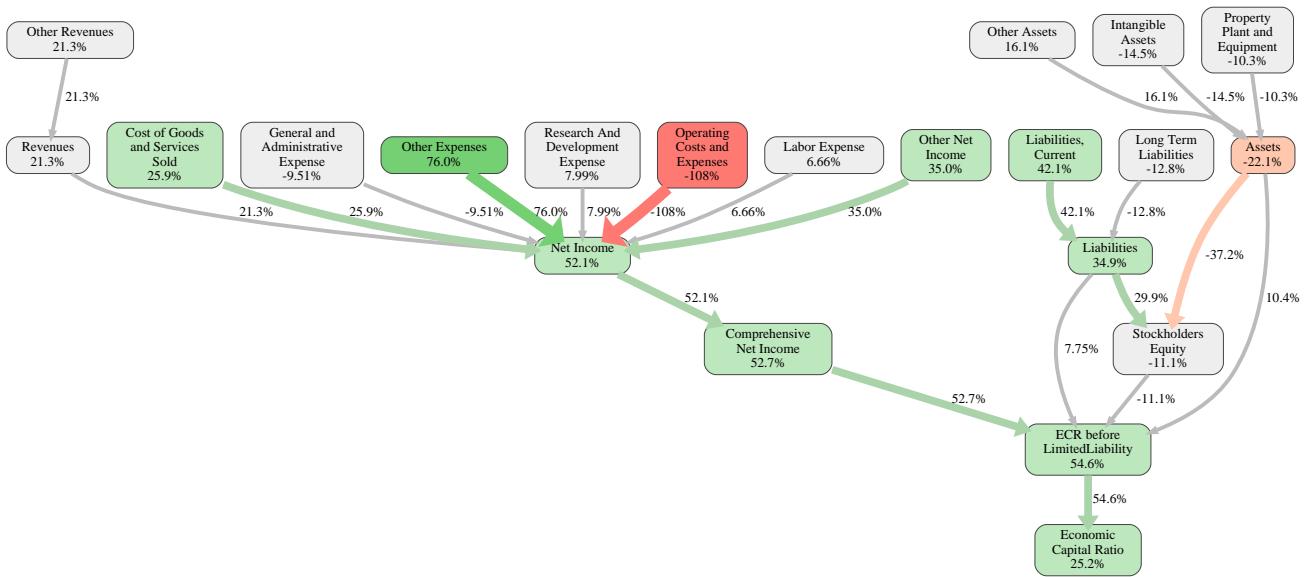 Other Revenues
21.3%
Other Assets
16.1%
Intangible
Assets
-14.5%
Property
Plant and
Equipment
-10.3%
21.3%
16.1%
-14.5%
-10.3%
Revenues
21.3%
Cost of Goods
and Services
Sold
25.9%
General and
Administrative
Expense
-9.51%
Other Expenses
76.0%
Research And
Development
Expense
7.99%
Operating
Costs and
Expenses
-108%
Labor Expense
6.66%
Other Net
Income
35.0%
Liabilities,
Current
42.1%
Long Term
Liabilities
-12.8%
Assets
-22.1%
21.3%
25.9%
-9.51%
76.0%
7.99%
-108%
6.66%
35.0%
42.1%
-12.8%
Net Income
52.1%
Liabilities
34.9%
-37.2%
52.1%
29.9%
10.4%
Comprehensive
Net Income
52.7%
7.75%
Stockholders
Equity
-11.1%
52.7%
-11.1%
ECR before
LimitedLiability
54.6%
54.6%
Economic
Capital Ratio
25.2%